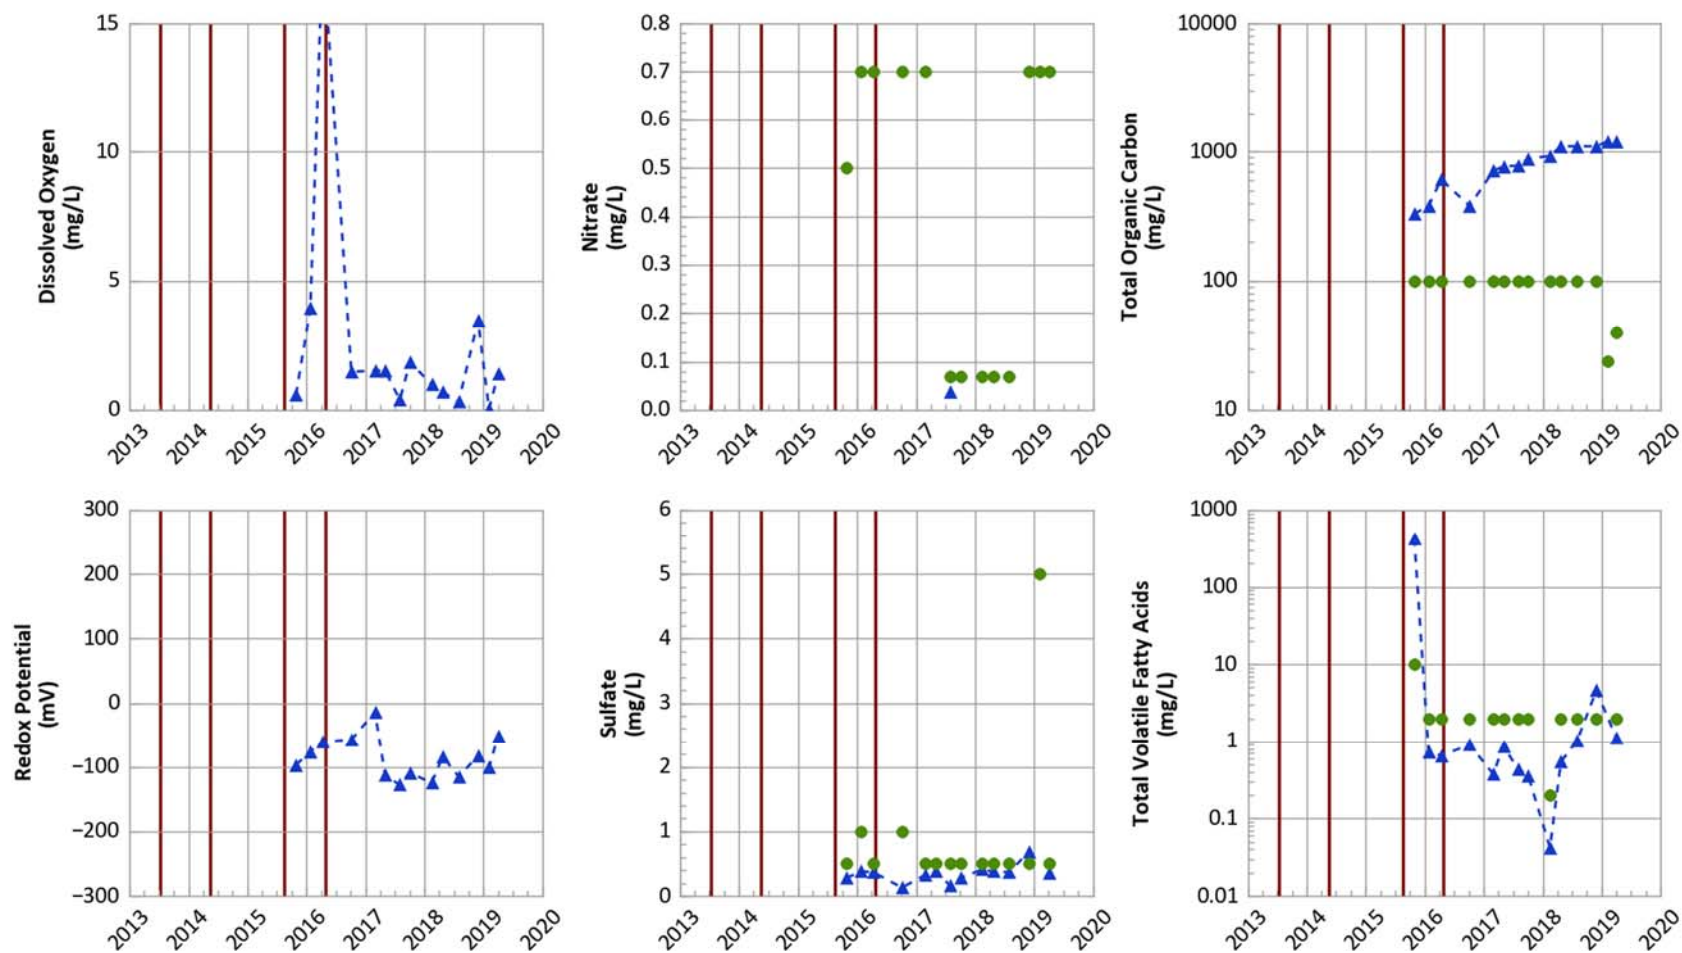 Dissolved Oxygen
(mg/L)
15
10
5
0
2013 2014 2015 2016 2017 2018 2019 2020
Nitrate
(mg/L)
0.8
0.7
0.6
0.5
0.4
0.3
0.2
0.1
0.0
2013 2014 2015 2016 2017 2018 2019 2020
Total Organic Carbon
(mg/L)
10000
1000
100
10
2013 2014 2015 2016 2017 2018 2019 2020
Redox Potential
(mV)
300
200
100
0
−100
−200
−300
2013 2014 2015 2016 2017 2018 2019 2020
Sulfate
(mg/L)
6
5
4
3
2
1
0
2013 2014 2015 2016 2017 2018 2019 2020
Total Volatile Fatty Acids
(mg/L)
1000
100
10
1
0.1
0.01
2013 2014 2015 2016 2017 2018 2019 2020